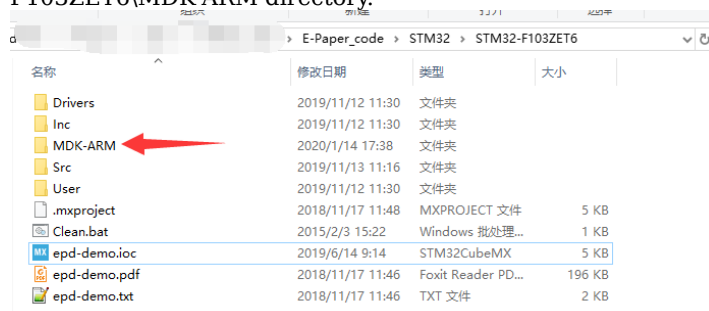 F103ZET6\MDK-ARM directory.
E-Paper_code > STM32 > STM32-F103ZET6
名称 修改日期 类型 大小
Drivers 2019/11/12 11:30 文件夹
Inc 2019/11/12 11:30 文件夹
MDK-ARM 2020/1/14 17:38 文件夹
Src 2019/11/13 11:16 文件夹
User 2019/11/12 11:30 文件夹
.mxproject 2018/11/17 11:48 MXPROJECT 文件 5 KB
Clean.bat 2015/2/3 15:22 Windows 批处理... 1 KB
MX epd-demo.ioc 2019/6/14 9:14 STM32CubeMX 5 KB
epd-demo.pdf 2018/11/17 11:46 Foxit Reader PD... 196 KB
epd-demo.txt 2018/11/17 11:46 TXT 文件 2 KB